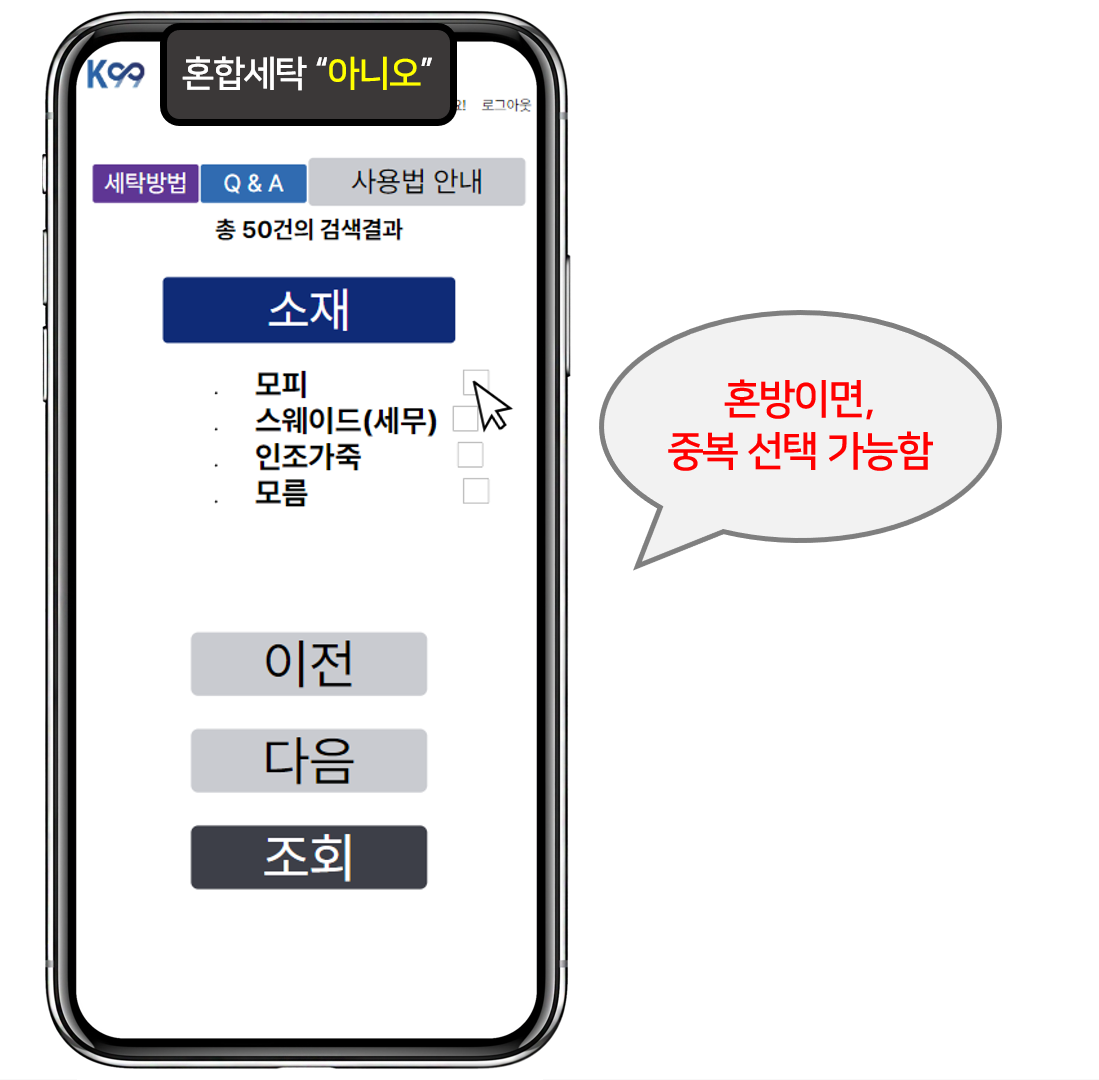 혼합세탁 “아니오”
K99
요! 로그아웃
세탁방법 Q & A 사용법 안내
총 50건의 검색결과
소재
. 모피
. 스웨이드(세무)
. 인조가죽
. 모름
이전
다음
조회
혼방이면,
중복 선택 가능함